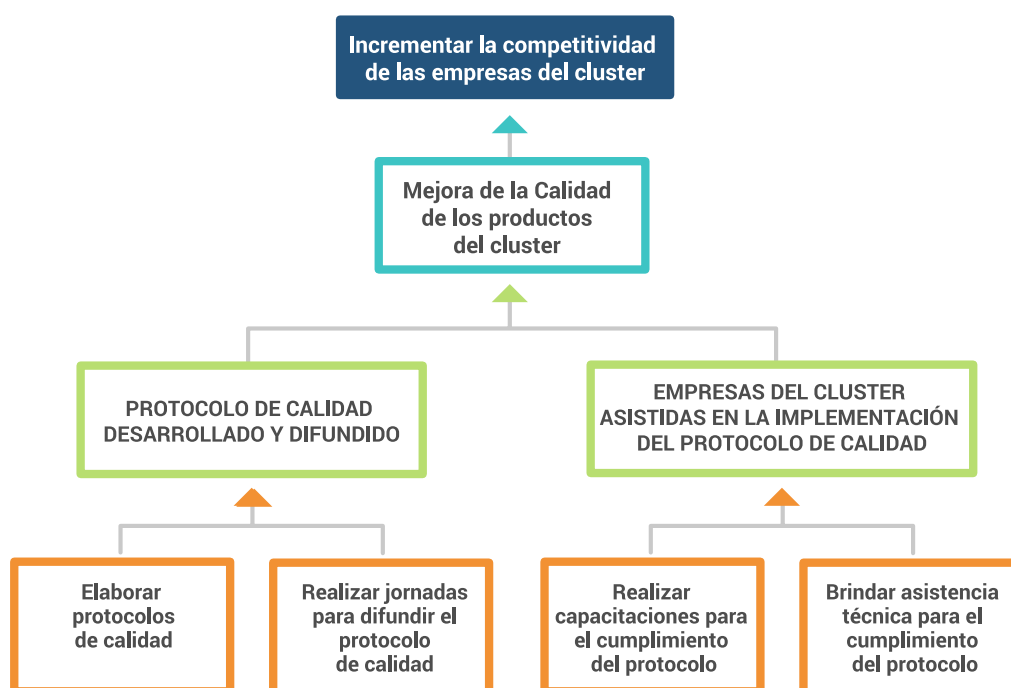 Incrementar la competitividad
de las empresas del cluster
Mejora de la Calidad
de los productos
del cluster
PROTOCOLO DE CALIDAD
DESARROLLADO Y DIFUNDIDO
EMPRESAS DEL CLUSTER
ASISTIDAS EN LA IMPLEMENTACIÓN
DEL PROTOCOLO DE CALIDAD
Elaborar
protocolos
de calidad
Realizar jornadas
para difundir el
protocolo
de calidad
Realizar
capacitaciones para
el cumplimiento
del protocolo
Brindar asistencia
técnica para el
cumplimiento
del protocolo